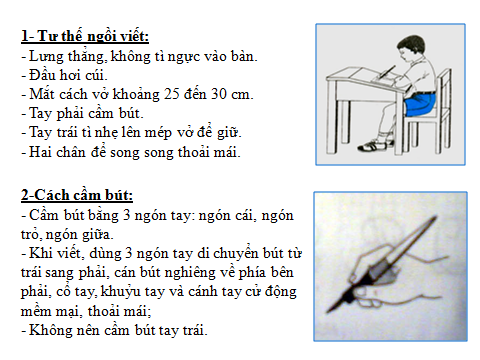 1- Tư thế ngồi viết:
- Lưng thẳng, không tì ngực vào bàn.
- Đầu hơi cúi.
- Mắt cách vở khoảng 25 đến 30 cm.
- Tay phải cầm bút.
- Tay trái tì nhẹ lên mép vở để giữ.
- Hai chân để song song thoải mái.
2-Cách cầm bút:
- Cầm bút bằng 3 ngón tay: ngón cái, ngón
trỏ, ngón giữa.
- Khi viết, dùng 3 ngón tay di chuyển bút từ
trái sang phải, cán bút nghiêng về phía bên
phải, cổ tay, khuỷu tay và cánh tay cử động
mềm mại, thoải mái;
- Không nên cầm bút tay trái.